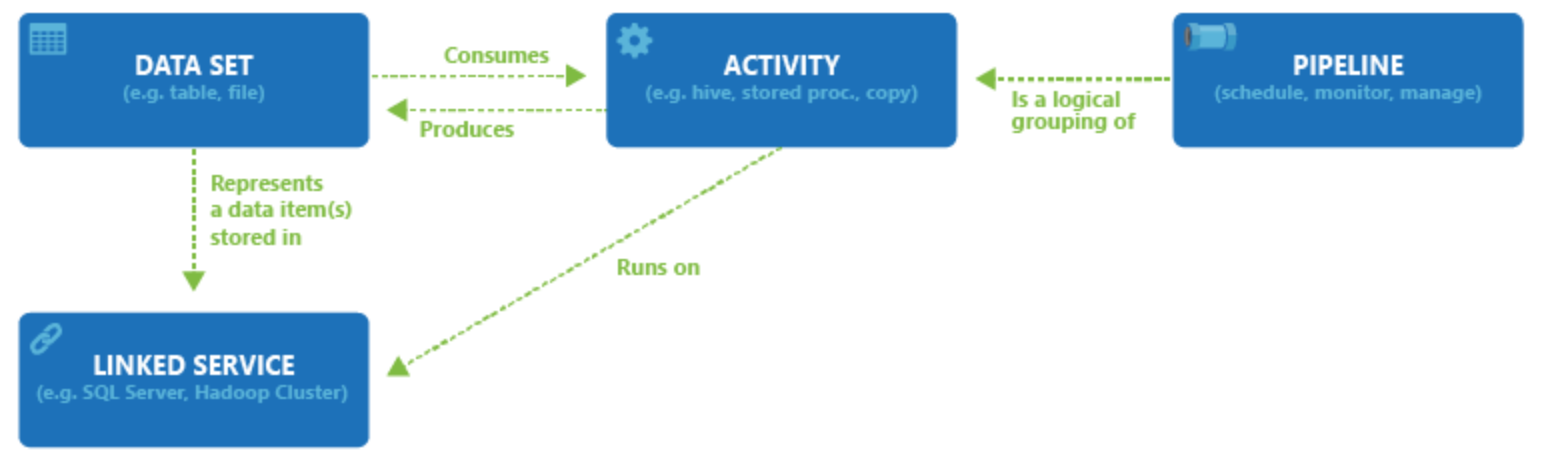 DATA SET
(e.g. table, file)
Consumes
Produces
ACTIVITY
(e.g. hive, stored proc., copy)
Is a logical
grouping of
PIPELINE
(schedule, monitor, manage)
Represents
a data item(s)
stored in
Runs on
LINKED SERVICE
(e.g. SQL Server, Hadoop Cluster)